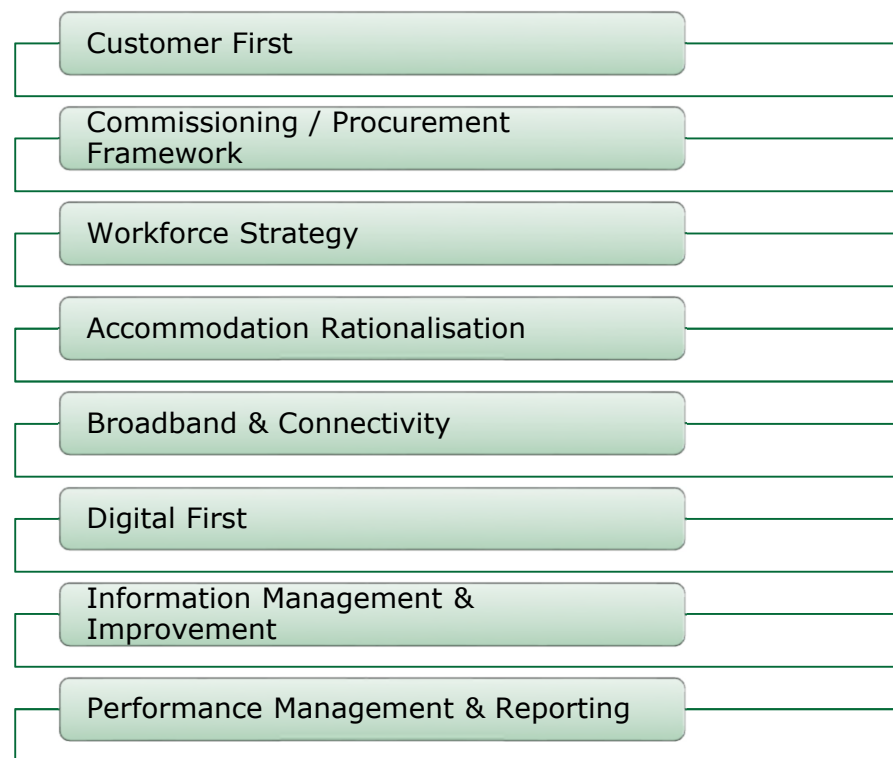 Customer First
Commissioning / Procurement
Framework
Workforce Strategy
Accommodation Rationalisation
Broadband & Connectivity
Digital First
Information Management &
Improvement
Performance Management & Reporting